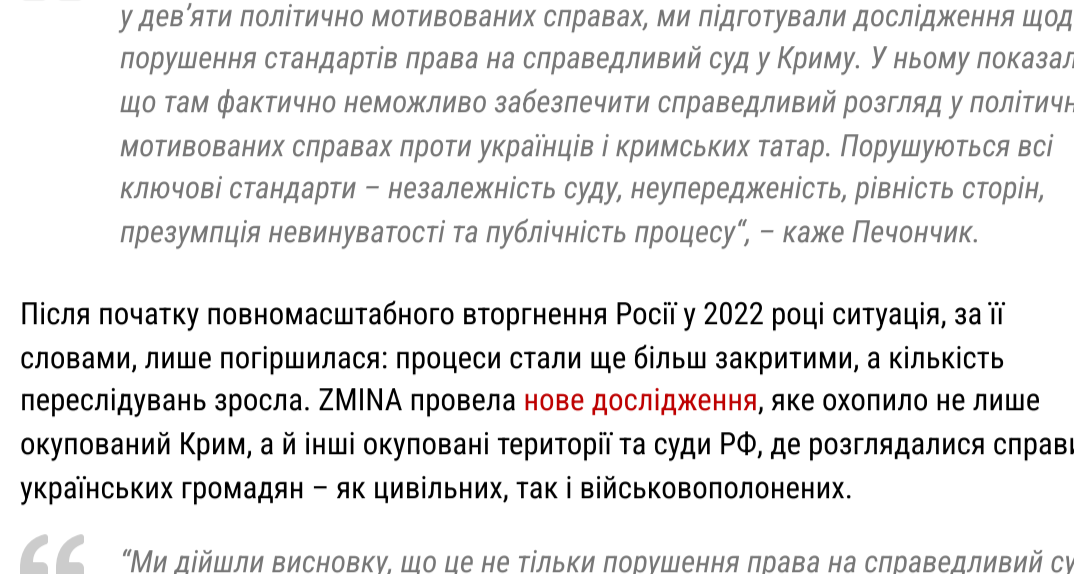 у дев’яти політично мотивованих справах, ми підготували дослідження щод
порушення стандартів права на справедливий суд у Криму. У ньому показал
що там фактично неможливо забезпечити справедливий розгляд у політичн
мотивованих справах проти українців і кримських татар. Порушуються всі
ключові стандарти – незалежність суду, неупередженість, рівність сторін,
презумпція невинуватості та публічність процесу“, – каже Печончик.
Після початку повномасштабного вторгнення Росії у 2022 році ситуація, за її
словами, лише погіршилася: процеси стали ще більш закритими, а кількість
переслідувань зросла. ZMINA провела нове дослідження, яке охопило не лише
окупований Крим, а й інші окуповані території та суди РФ, де розглядалися справи
українських громадян – як цивільних, так і військовополонених.
“Ми дійшли висновку, що це не тільки порушення права на справедливий су